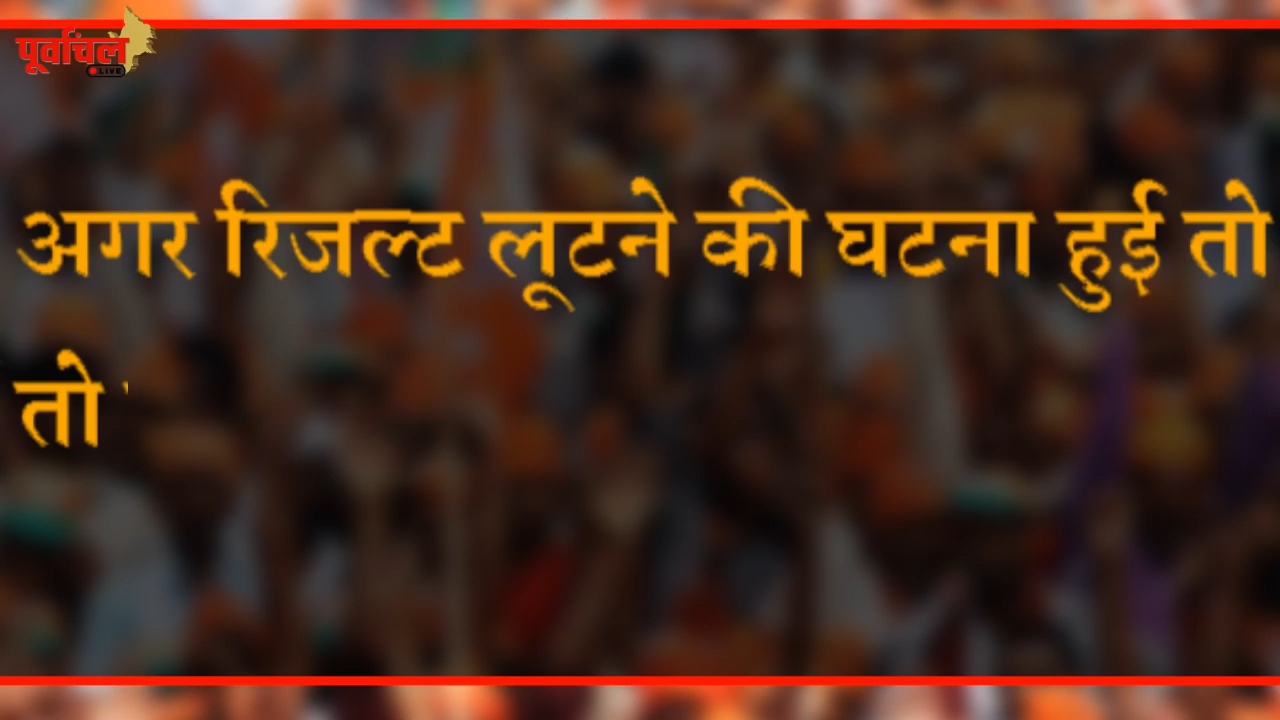 पूर्वांचल
LIVE
अगर रिजल्ट लूटने की घटना हुई तो
तो